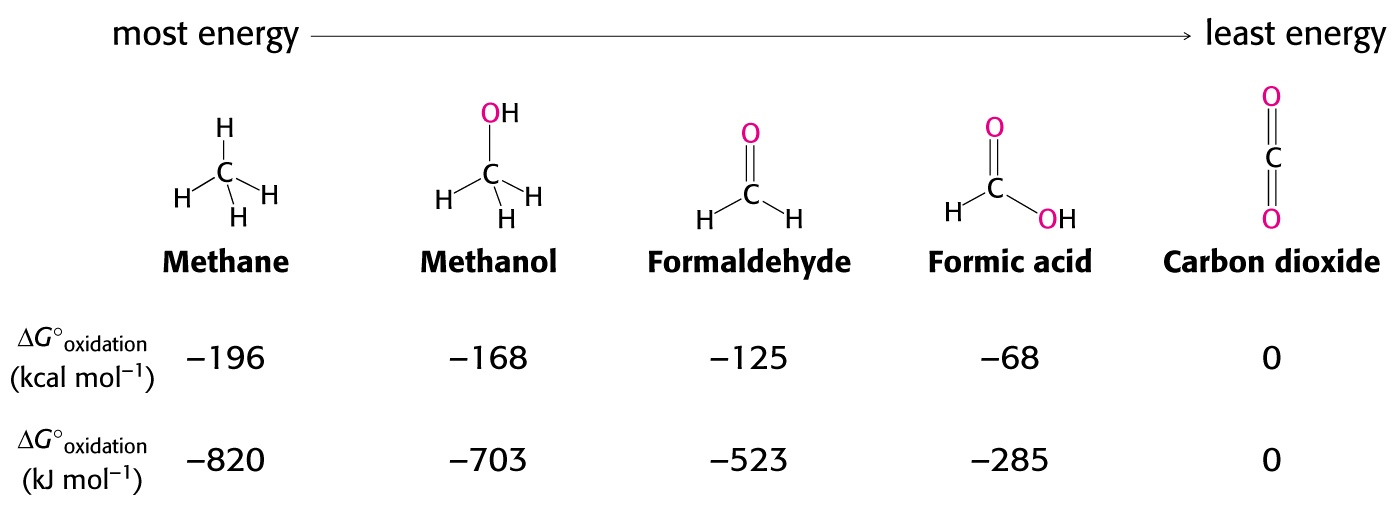 most energy → least energy
H
C
H H
H
OH
C
H H
H
O
C
H H
O
C
H OH
O
C
O
Methane Methanol Formaldehyde Formic acid Carbon dioxide
ΔG°oxidation
(kcal mol⁻¹) −196 −168 −125 −68 0
ΔG°oxidation
(kJ mol⁻¹) −820 −703 −523 −285 0